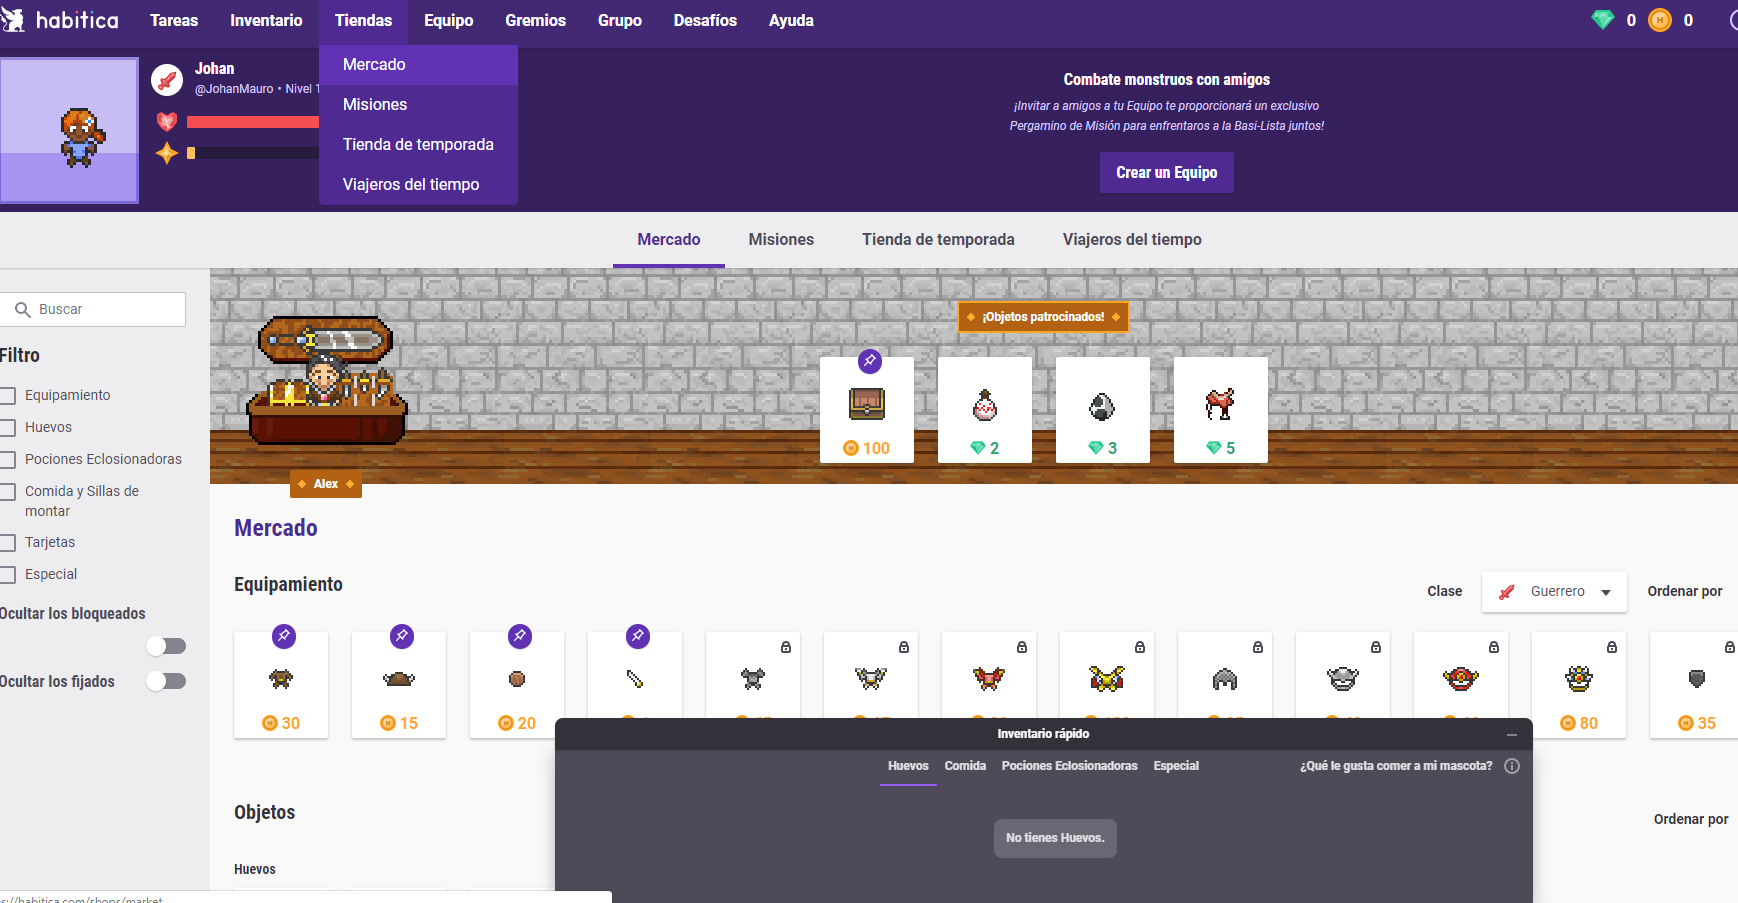 habitica
Tareas
Inventario
Tiendas
Equipo
Gremios
Grupo
Desafíos
Ayuda
0
0
Johan
@JohanMauro • Nivel 1
Mercado
Misiones
Tienda de temporada
Viajeros del tiempo
Combate monstruos con amigos
¡Invitar a amigos a tu Equipo te proporcionará un exclusivo
Pergamino de Misión para enfrentaros a la Basi-Lista juntos!
Crear un Equipo
Mercado
Misiones
Tienda de temporada
Viajeros del tiempo
Buscar
Filtro
Equipamiento
Huevos
Pociones Eclosionadoras
Comida y Sillas de
montar
Tarjetas
Especial
Ocultar los bloqueados
Ocultar los fijados
¡Objetos patrocinados!
100
2
3
5
Alex
Mercado
Equipamiento
Clase
Guerrero
Ordenar por
30
15
20
80
35
Inventario rápido
Huevos
Comida
Pociones Eclosionadoras
Especial
¿Qué le gusta comer a mi mascota?
No tienes Huevos.
Objetos
Ordenar por
Huevos
s://habitica.com/shops/market